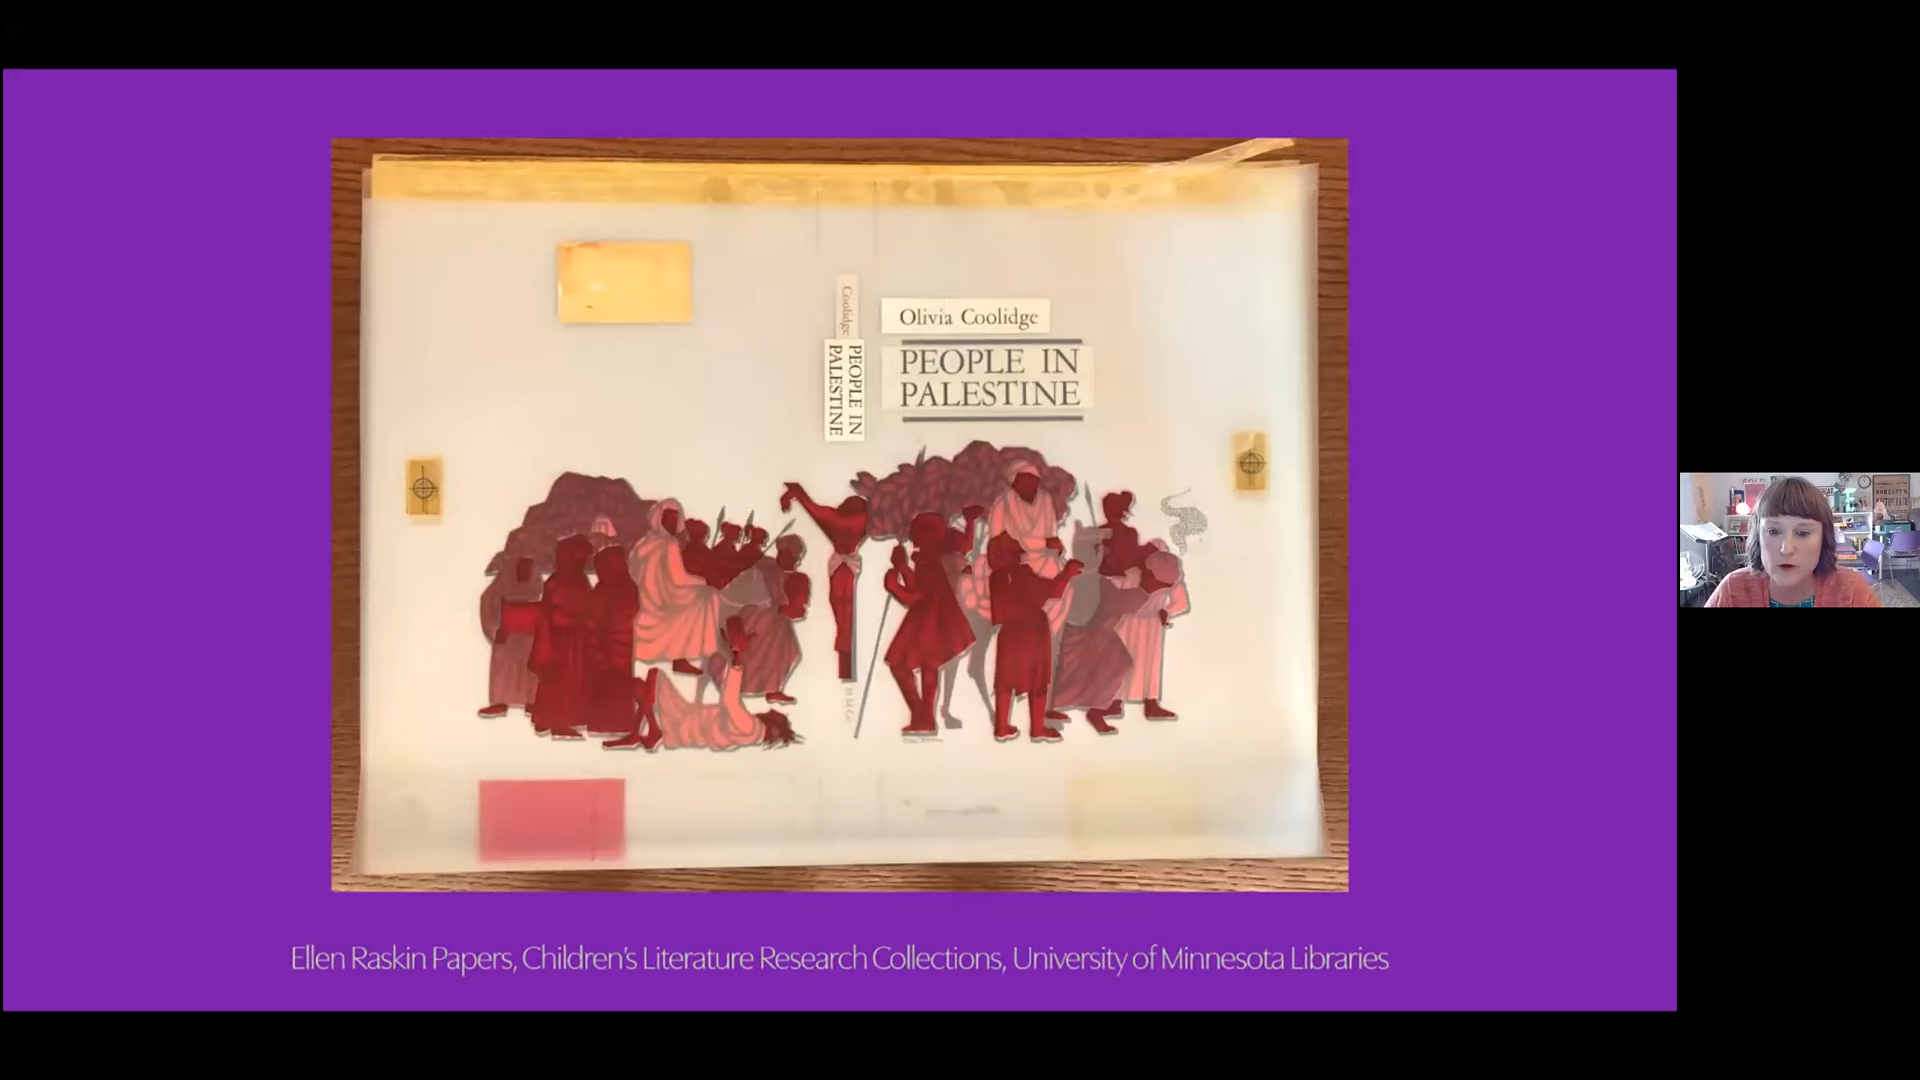 Olivia Coolidge
PEOPLE IN
PALESTINE
Coolidge
PEOPLE IN
PALESTINE
Ellen Raskin Papers, Children's Literature Research Collections, University of Minnesota Libraries